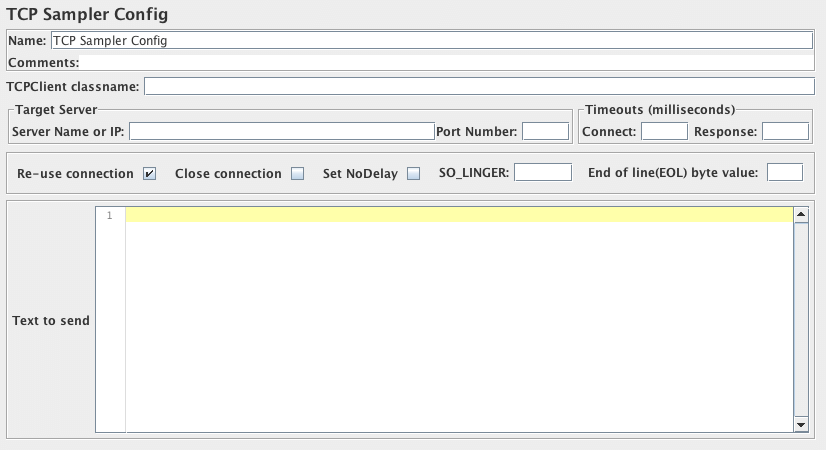 TCP Sampler Config
Name: TCP Sampler Config
Comments:
TCPClient classname:
Target Server Timeouts (milliseconds)
Server Name or IP: Port Number: Connect: Response:
Re-use connection Close connection Set NoDelay SO_LINGER: End of line(EOL) byte value:
1
Text to send